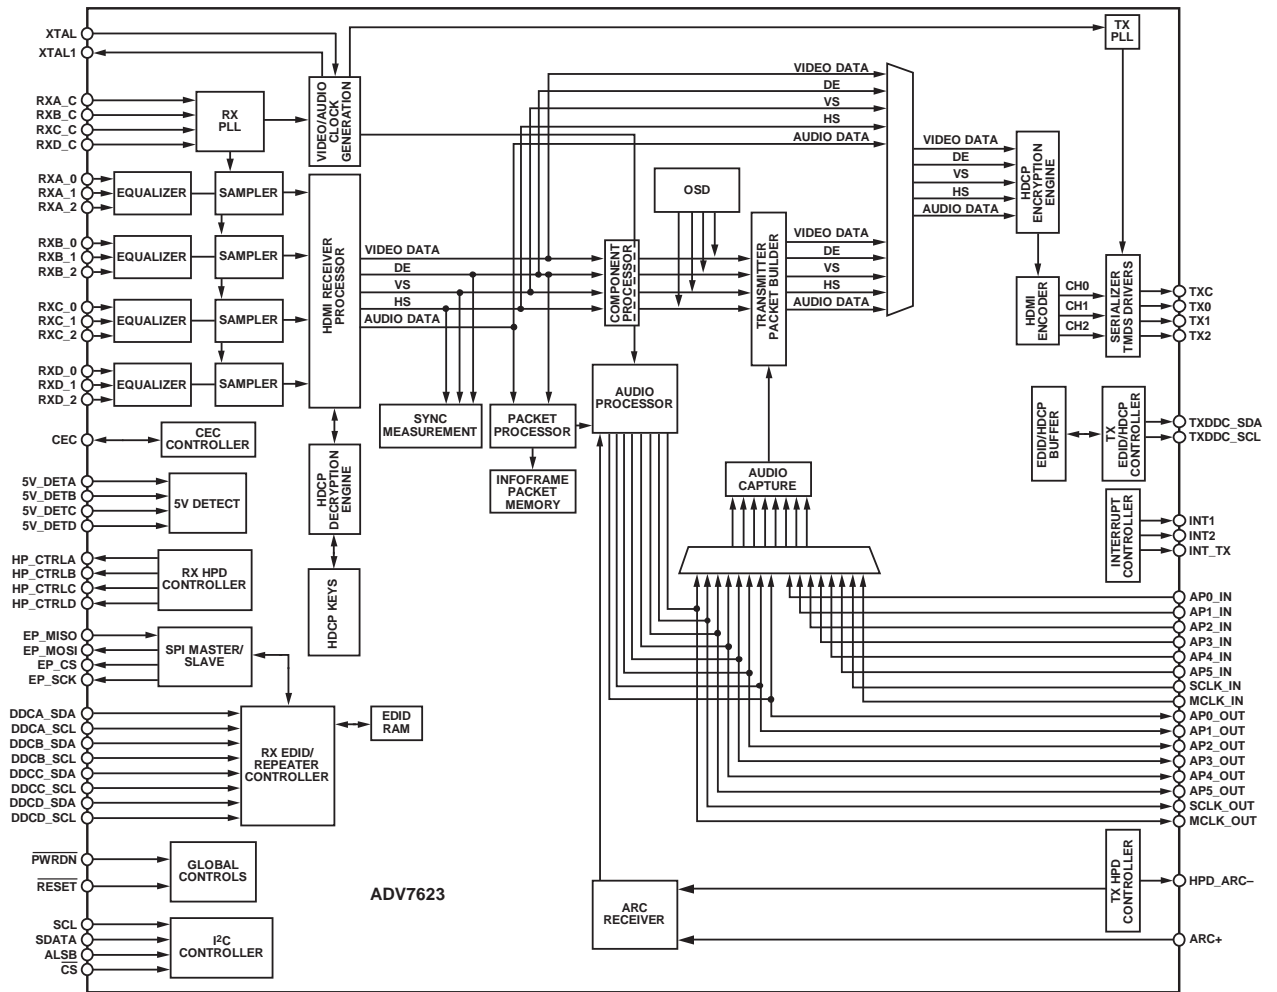 XTAL
XTAL1
RXA_C
RXB_C
RXC_C
RXD_C
RX
PLL
VIDEO/AUDIO
CLOCK
GENERATION
TX
PLL
RXA_0
RXA_1
RXA_2
EQUALIZER
SAMPLER
RXB_0
RXB_1
RXB_2
EQUALIZER
SAMPLER
RXC_0
RXC_1
RXC_2
EQUALIZER
SAMPLER
RXD_0
RXD_1
RXD_2
EQUALIZER
SAMPLER
HDMI RECEIVER
PROCESSOR
VIDEO DATA
DE
VS
HS
AUDIO DATA
VIDEO DATA
DE
VS
HS
AUDIO DATA
OSD
COMPONENT
PROCESSOR
TRANSMITTER
PACKET BUILDER
VIDEO DATA
DE
VS
HS
AUDIO DATA
VIDEO DATA
DE
VS
HS
AUDIO DATA
HDCP
ENCRYPTION
ENGINE
HDMI
ENCODER
CH0
CH1
CH2
SERIALIZER
TMDS DRIVERS
TXC
TX0
TX1
TX2
CEC
CEC
CONTROLLER
5V_DETA
5V_DETB
5V_DETC
5V_DETD
5V DETECT
HDCP
DECRYPTION
ENGINE
HDCP KEYS
SYNC
MEASUREMENT
PACKET
PROCESSOR
INFOFRAME
PACKET
MEMORY
AUDIO
PROCESSOR
AUDIO
CAPTURE
EDID/HDCP
BUFFER
TX
EDID/HDCP
CONTROLLER
TXDDC_SDA
TXDDC_SCL
INTERRUPT
CONTROLLER
INT1
INT2
INT_TX
HP_CTRLA
HP_CTRLB
HP_CTRLC
HP_CTRLD
RX HPD
CONTROLLER
EP_MISO
EP_MOSI
EP_CS
EP_SCK
SPI MASTER/
SLAVE
DDCA_SDA
DDCA_SCL
DDCB_SDA
DDCB_SCL
DDCC_SDA
DDCC_SCL
DDCD_SDA
DDCD_SCL
RX EDID/
REPEATER
CONTROLLER
EDID
RAM
AP0_IN
AP1_IN
AP2_IN
AP3_IN
AP4_IN
AP5_IN
SCLK_IN
MCLK_IN
AP0_OUT
AP1_OUT
AP2_OUT
AP3_OUT
AP4_OUT
AP5_OUT
SCLK_OUT
MCLK_OUT
PWRDN
RESET
GLOBAL
CONTROLS
SCL
SDATA
ALSB
CS
I2C
CONTROLLER
ADV7623
ARC
RECEIVER
TX HPD
CONTROLLER
HPD_ARC–
ARC+